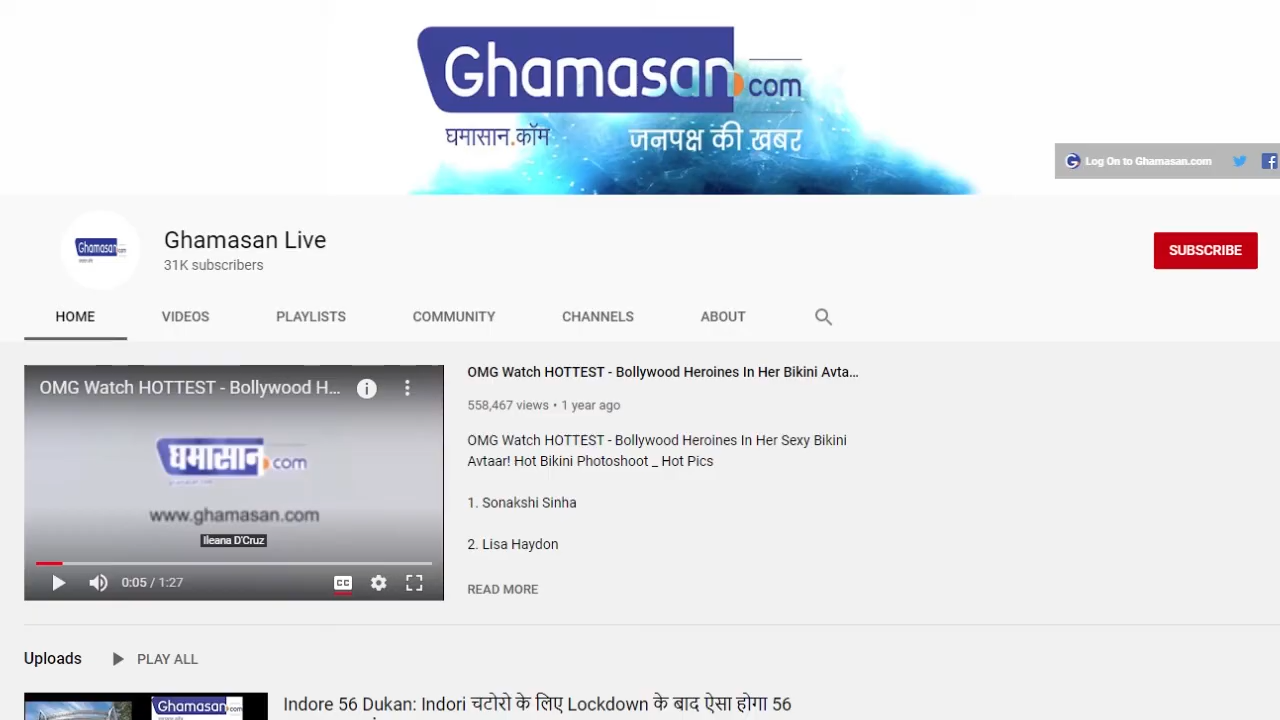 Ghamasan.com
घमासान.कॉम
जनपक्ष की खबर
Log On to Ghamasan.com
Ghamasan.com
Ghamasan Live
31K subscribers
SUBSCRIBE
HOME
VIDEOS
PLAYLISTS
COMMUNITY
CHANNELS
ABOUT
OMG Watch HOTTEST - Bollywood H...
घमासान.com
www.ghamasan.com
Ileana D'Cruz
0:05 / 1:27
CC
OMG Watch HOTTEST - Bollywood Heroines In Her Bikini Avta...
558,467 views • 1 year ago
OMG Watch HOTTEST - Bollywood Heroines In Her Sexy Bikini
Avtaar! Hot Bikini Photoshoot _ Hot Pics
1. Sonakshi Sinha
2. Lisa Haydon
READ MORE
Uploads
PLAY ALL
Ghamasan
Indore 56 Dukan: Indori चटोरो के लिए Lockdown के बाद ऐसा होगा 56